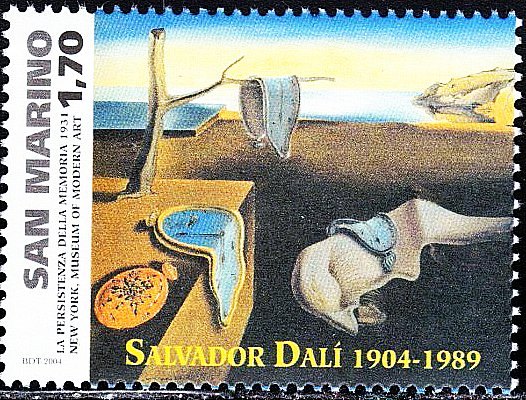 SAN MARINO
1,70
LA PERSISTENZA DELLA MEMORIA 1931
NEW YORK, MUSEUM OF MODERN ART
BDT 2004
SALVADOR DALÍ 1904-1989